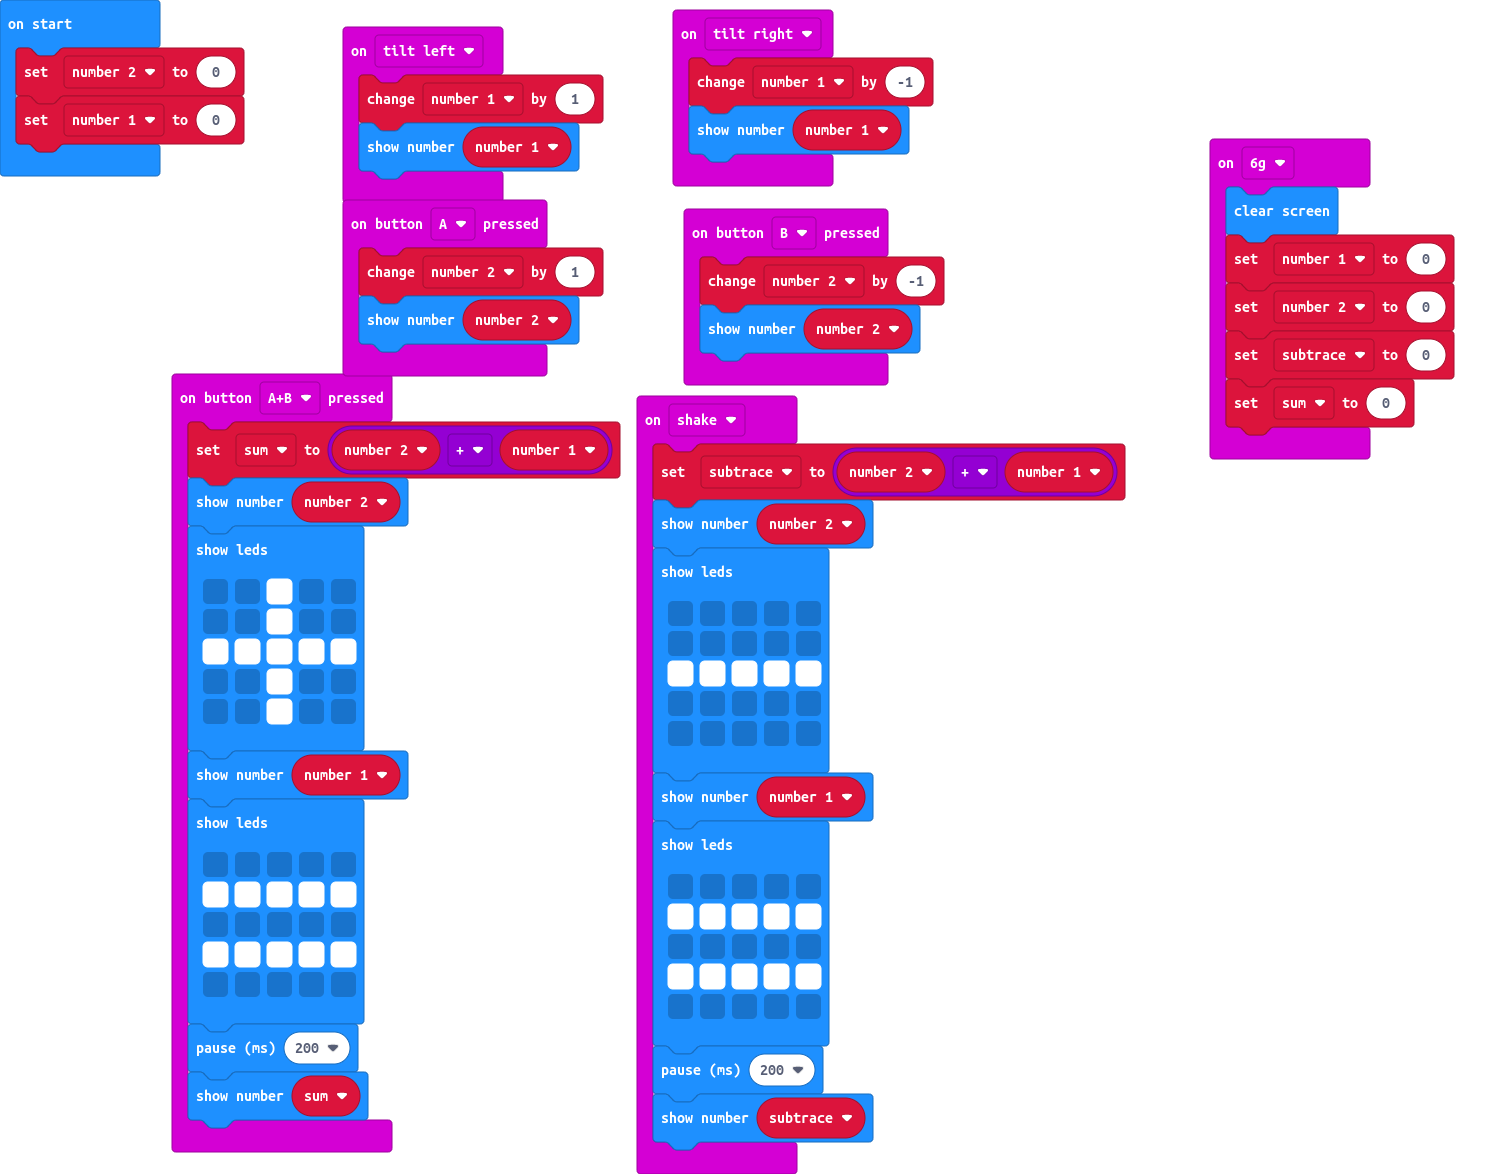 on start
set number 2 to 0
set number 1 to 0
on tilt left
change number 1 by 1
show number number 1
on tilt right
change number 1 by -1
show number number 1
on button A pressed
change number 2 by 1
show number number 2
on button B pressed
change number 2 by -1
show number number 2
on 6g
clear screen
set number 1 to 0
set number 2 to 0
set subtrace to 0
set sum to 0
on button A+B pressed
set sum to number 2 + number 1
show number number 2
show leds
show number number 1
show leds
pause (ms) 200
show number sum
on shake
set subtrace to number 2 + number 1
show number number 2
show leds
show number number 1
show leds
pause (ms) 200
show number subtrace